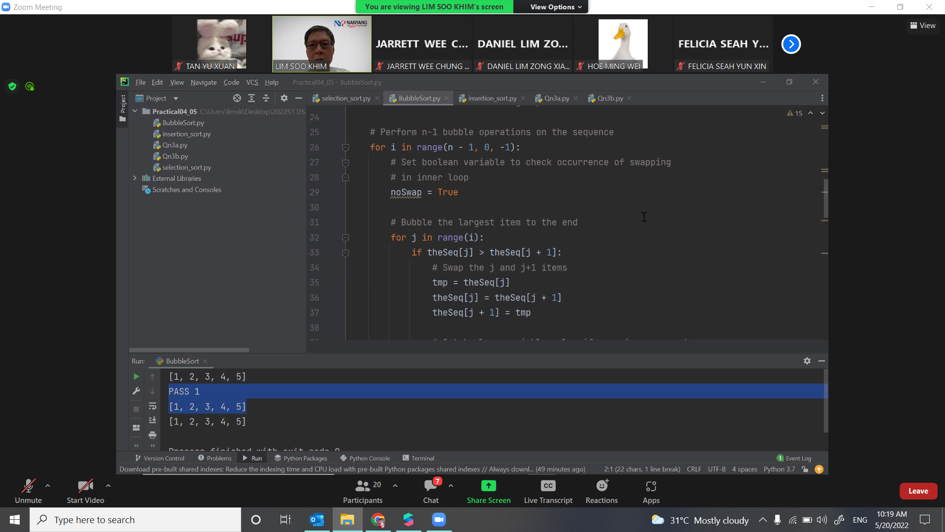 Zoom Meeting
You are viewing LIM SOO KHIM's screen
View Options
View
NANYANG
JARRETT WEE C...
DANIEL LIM ZO...
FELICIA SEAH Y...
TAN YU XUAN
LIM SOO KHIM
JARRETT WEE CHUNG ...
DANIEL LIM ZONG XIA...
HOE MING WEI
FELICIA SEAH YUN XIN
File Edit View Navigate Code VCS Help Practical04_05 - BubbleSort.py
Project
selection_sort.py
BubbleSort.py
insertion_sort.py
Qn3a.py
Qn3b.py
Project
Practical04_05
BubbleSort.py
insertion_sort.py
Qn3a.py
Qn3b.py
selection_sort.py
External Libraries
Scratches and Consoles
15
24
25 # Perform n-1 bubble operations on the sequence
26 for i in range(n - 1, 0, -1):
27 # Set boolean variable to check occurrence of swapping
28 # in inner loop
29 noSwap = True
30
31 # Bubble the largest item to the end
32 for j in range(i):
33 if theSeq[j] > theSeq[j + 1]:
34 # Swap the j and j+1 items
35 tmp = theSeq[j]
36 theSeq[j] = theSeq[j + 1]
37 theSeq[j + 1] = tmp
38
Run: BubbleSort
[1, 2, 3, 4, 5]
PASS 1
[1, 2, 3, 4, 5]
[1, 2, 3, 4, 5]
Version Control Problems Run Python Packages Python Console Terminal
1 Event Log
Download pre-built shared indexes: Reduce the indexing time and CPU load with pre-built Python packages shared indexes // Always downl... (49 minutes ago)
2:1 (22 chars, 1 line break) CRLF UTF-8 4 spaces Python 3.7
Unmute
Start Video
20
Participants
7
Chat
Share Screen
CC
Live Transcript
Reactions
Apps
Leave
Type here to search
31°C Mostly cloudy
ENG
10:19 AM
5/20/2022